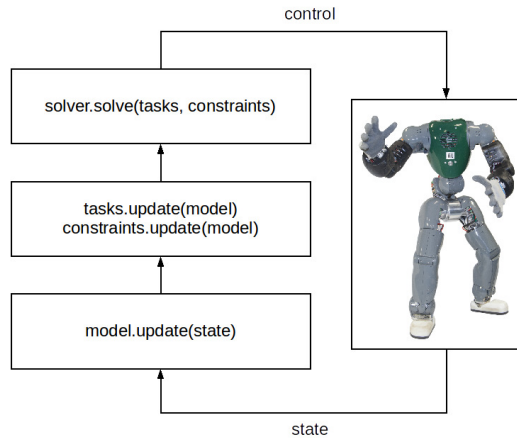 control
solver.solve(tasks, constraints)
tasks.update(model)
constraints.update(model)
model.update(state)
state